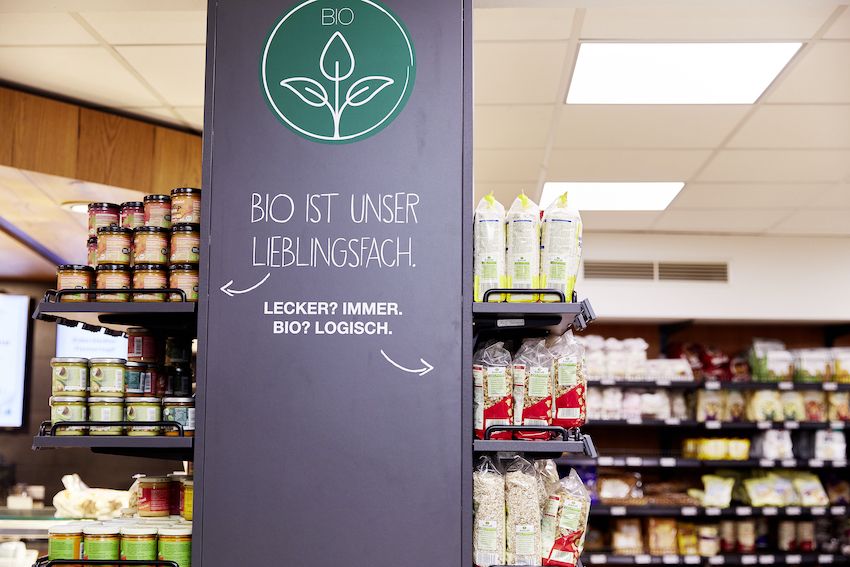 BIO
BIO IST UNSER
LIEBLINGSFACH.
LECKER? IMMER.
BIO? LOGISCH.